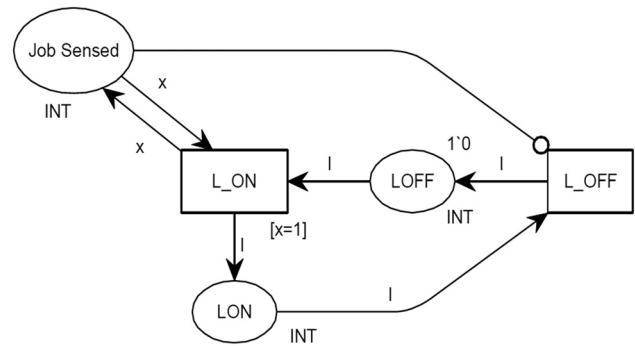 Job Sensed
x
INT
x
1`0
L_ON
l
LOFF
l
L_OFF
INT
[x=1]
l
LON
l
INT